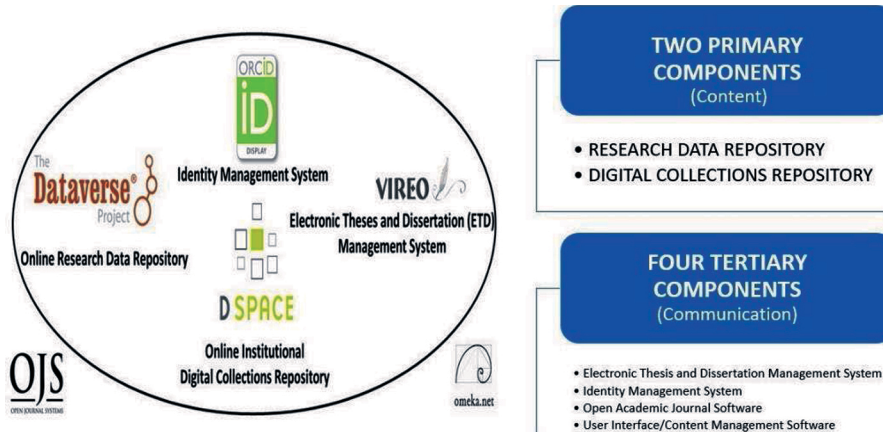 ORCiD
iD
DISPLAY
Identity Management System
The
Dataverse®
Project
Online Research Data Repository
VIREO
Electronic Theses and Dissertation (ETD)
Management System
DSPACE
Online Institutional
Digital Collections Repository
OJS
OPEN JOURNAL SYSTEMS
omeka.net
TWO PRIMARY
COMPONENTS
(Content)
• RESEARCH DATA REPOSITORY
• DIGITAL COLLECTIONS REPOSITORY
FOUR TERTIARY
COMPONENTS
(Communication)
• Electronic Thesis and Dissertation Management System
• Identity Management System
• Open Academic Journal Software
• User Interface/Content Management Software